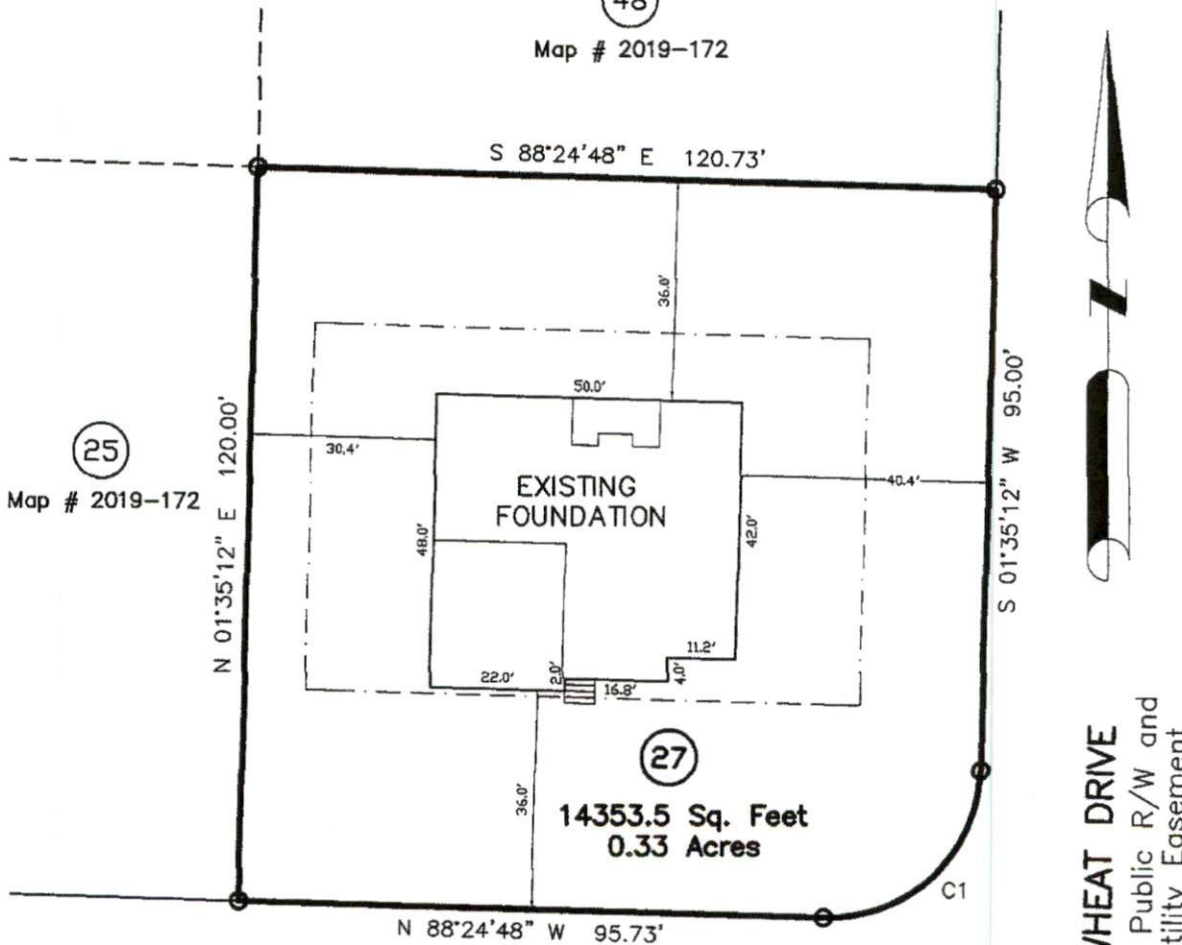 48
Map # 2019-172
S 88°24'48" E 120.73'
36.0'
50.0'
25
Map # 2019-172
N 01°35'12" E 120.00'
30.4'
EXISTING
FOUNDATION
40.4'
S 01°35'12" W 95.00'
48.0'
42.0'
11.2'
22.0'
2.0'
16.8'
4.0'
27
14353.5 Sq. Feet
0.33 Acres
36.0'
C1
N 88°24'48" W 95.73'
N
WHEAT DRIVE
Public R/W and
tility Easement